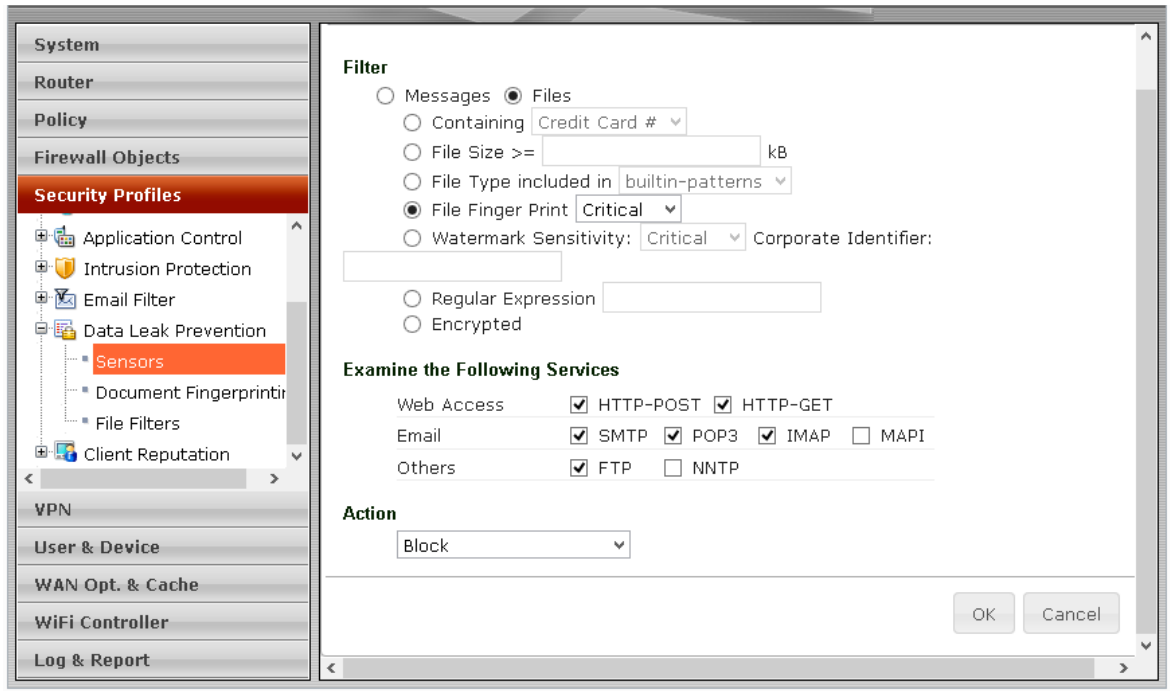 System
Router
Policy
Firewall Objects
Security Profiles
Application Control
Intrusion Protection
Email Filter
Data Leak Prevention
Sensors
Document Fingerprintin
File Filters
Client Reputation
VPN
User & Device
WAN Opt. & Cache
WiFi Controller
Log & Report
Filter
Messages Files
Containing Credit Card #
File Size >= kB
File Type included in builtin-patterns
File Finger Print Critical
Watermark Sensitivity: Critical Corporate Identifier:
Regular Expression
Encrypted
Examine the Following Services
Web Access HTTP-POST HTTP-GET
Email SMTP POP3 IMAP MAPI
Others FTP NNTP
Action
Block
OK Cancel